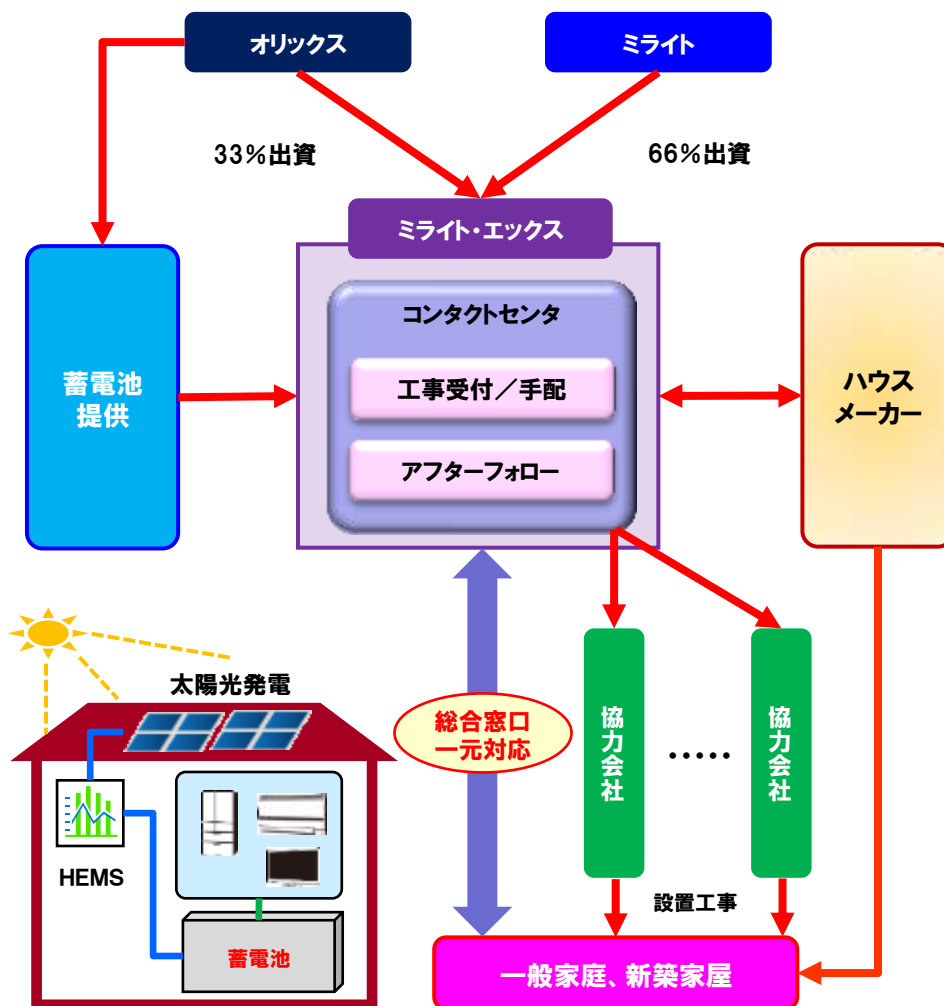 オリックス
ミライト
33%出資
66%出資
ミライト・エックス
コンタクトセンタ
工事受付／手配
アフターフォロー
蓄電池
提供
ハウス
メーカー
太陽光発電
総合窓口
一元対応
協力会社
・・・・・
協力会社
HEMS
蓄電池
設置工事
一般家庭、新築家屋